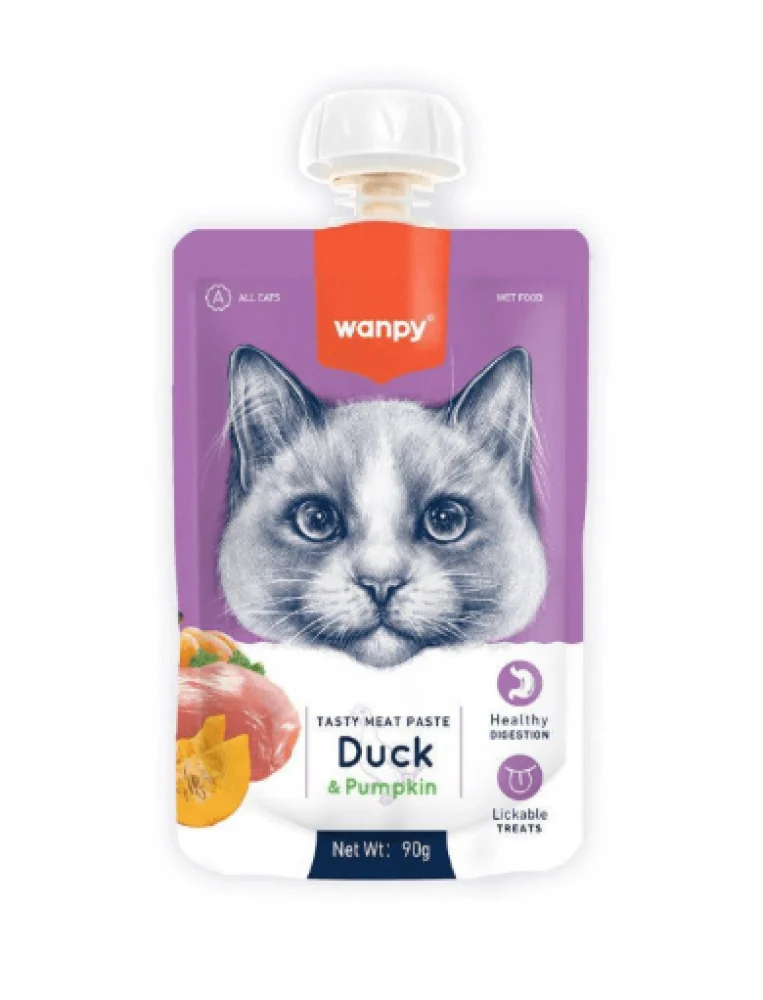 A
ALL CATS
WET FOOD
wanpy®
TASTY MEAT PASTE
Duck
& Pumpkin
Healthy
DIGESTION
Lickable
TREATS
Net Wt: 90g